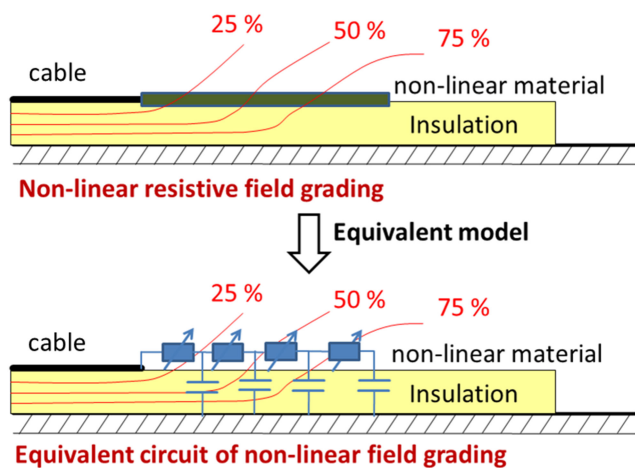 25 %
50 %
75 %
cable
non-linear material
Insulation
Non-linear resistive field grading
Equivalent model
25 %
50 %
75 %
cable
non-linear material
Insulation
Equivalent circuit of non-linear field grading